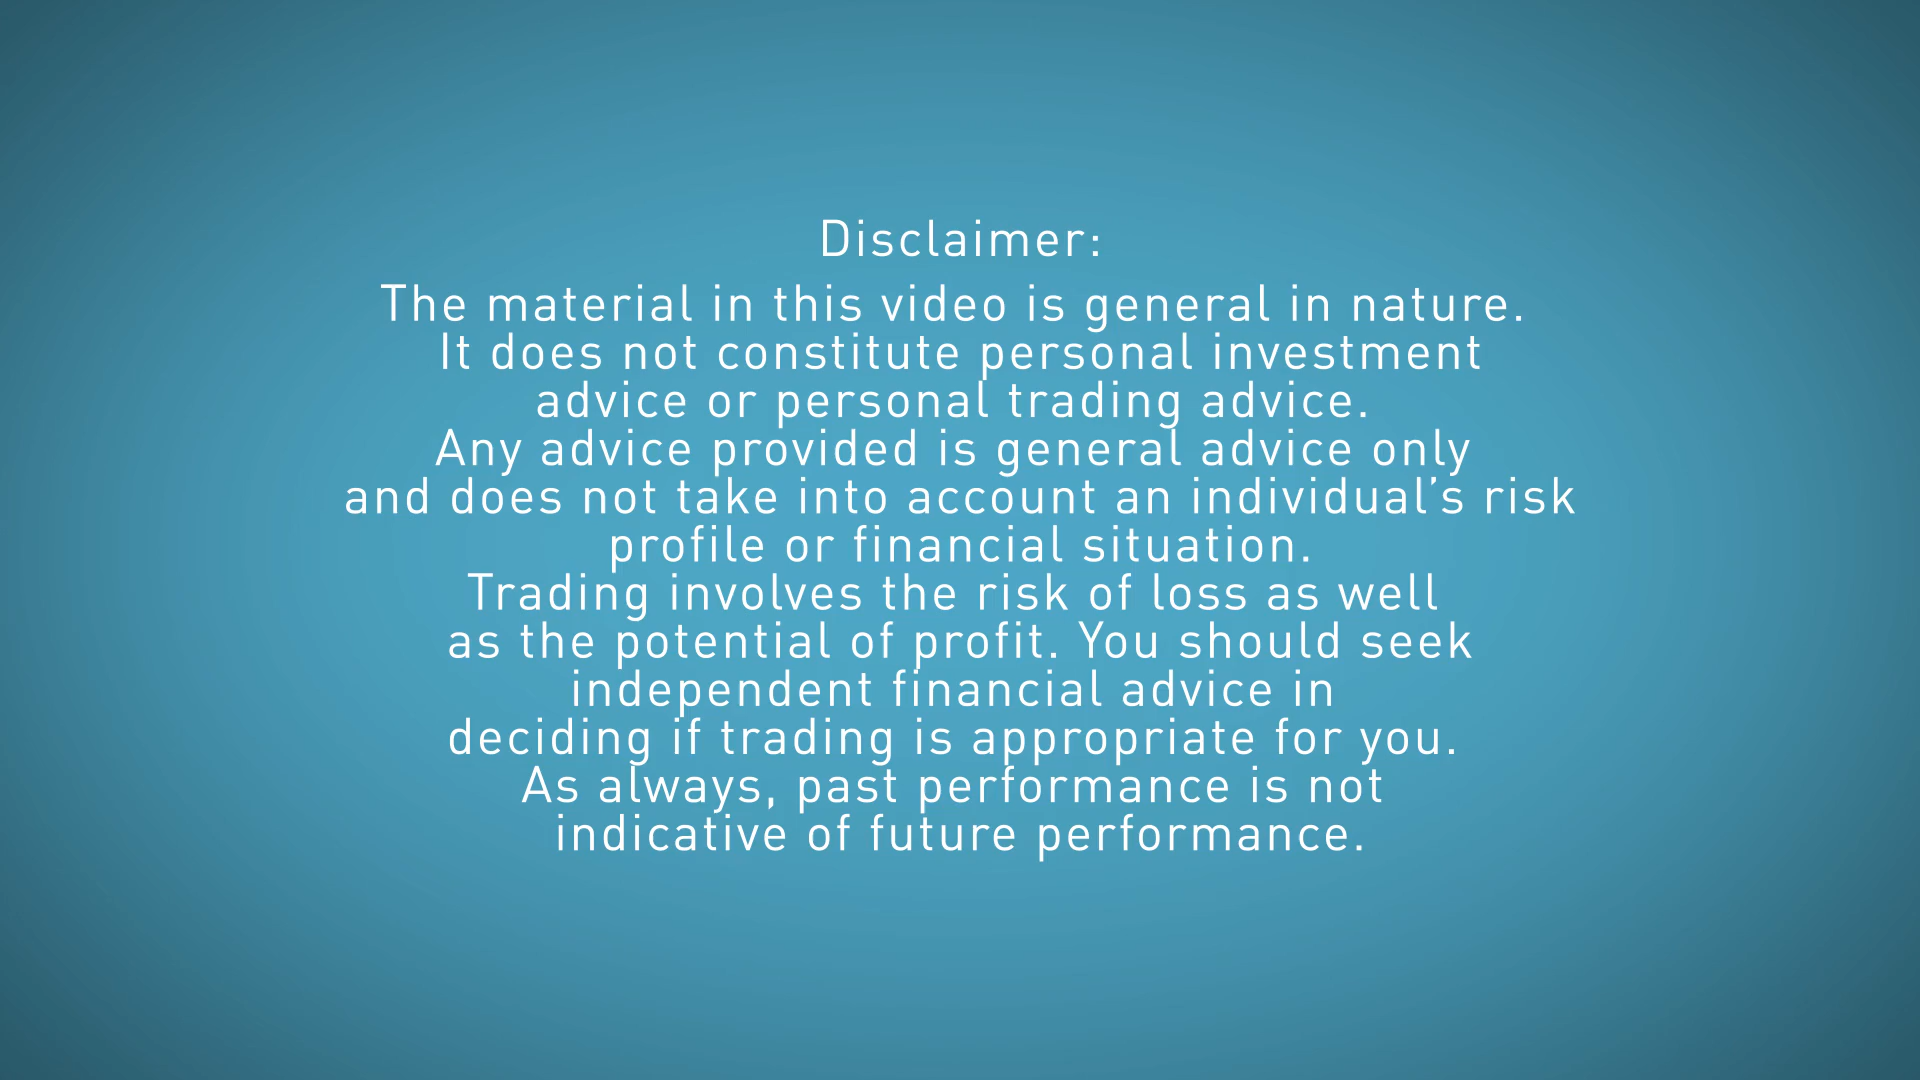 Disclaimer:
The material in this video is general in nature.
It does not constitute personal investment
advice or personal trading advice.
Any advice provided is general advice only
and does not take into account an individual’s risk
profile or financial situation.
Trading involves the risk of loss as well
as the potential of profit. You should seek
independent financial advice in
deciding if trading is appropriate for you.
As always, past performance is not
indicative of future performance.